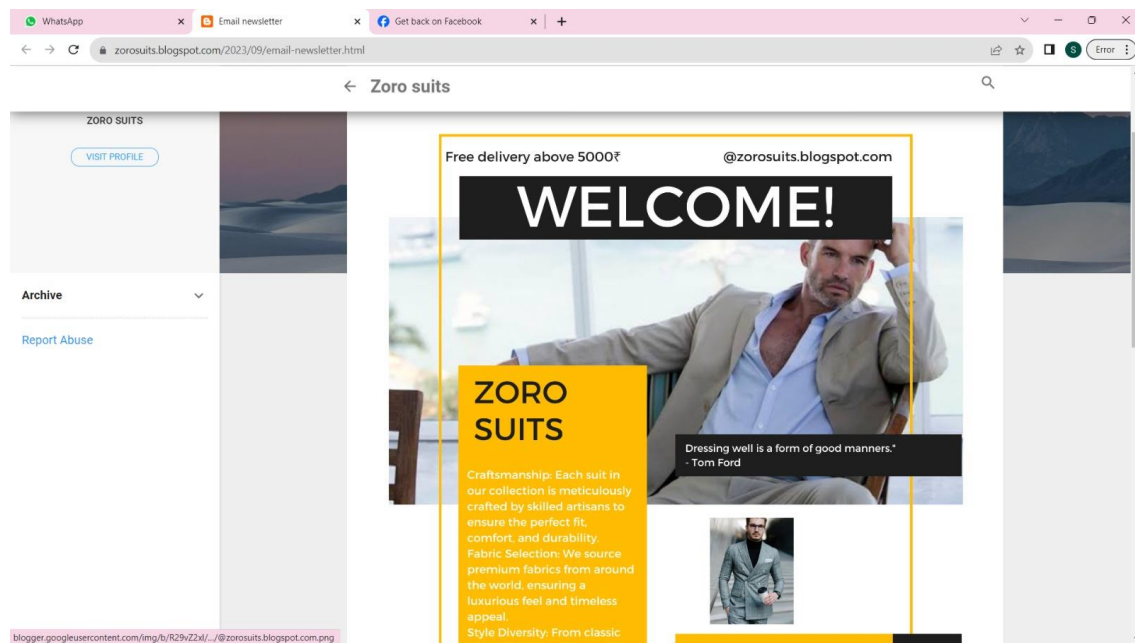 WhatsApp
Email newsletter
Get back on Facebook
zorosuits.blogspot.com/2023/09/email-newsletter.html
S
Error
Zoro suits
ZORO SUITS
VISIT PROFILE
Archive
Report Abuse
Free delivery above 5000₹
@zorosuits.blogspot.com
WELCOME!
ZORO
SUITS
Dressing well is a form of good manners."
- Tom Ford
Craftsmanship: Each suit in
our collection is meticulously
crafted by skilled artisans to
ensure the perfect fit,
comfort, and durability.
Fabric Selection: We source
premium fabrics from around
the world, ensuring a
luxurious feel and timeless
appeal.
Style Diversity: From classic
blogger.googleusercontent.com/img/b/R29vZ2xl/.../@zorosuits.blogspot.com.png